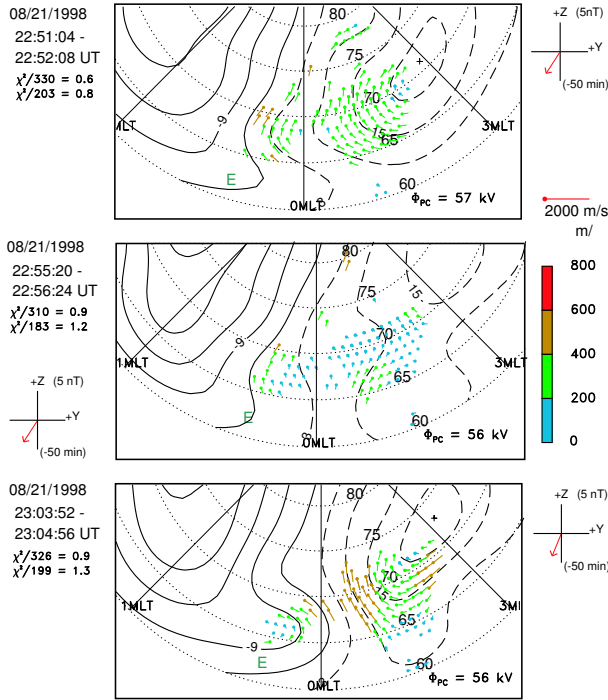 08/21/1998
22:51:04 -
22:52:08 UT
χ²/330 = 0.6
χ²/203 = 0.8
80
75
70
75
65
60
-9
E
MLT
3MLT
0MLT
Φ_PC = 57 kV
+Z (5nT)
+Y
(-50 min)
2000 m/s
m/
08/21/1998
22:55:20 -
22:56:24 UT
χ²/310 = 0.9
χ²/183 = 1.2
80
75
15
70
65
60
-9
E
1MLT
3MLT
0MLT
Φ_PC = 56 kV
+Z (5 nT)
+Y
(-50 min)
800
600
400
200
0
08/21/1998
23:03:52 -
23:04:56 UT
χ²/326 = 0.9
χ²/199 = 1.3
80
75
70
75
65
60
-9
E
1MLT
3MI
0MLT
Φ_PC = 56 kV
+Z (5 nT)
+Y
(-50 min)